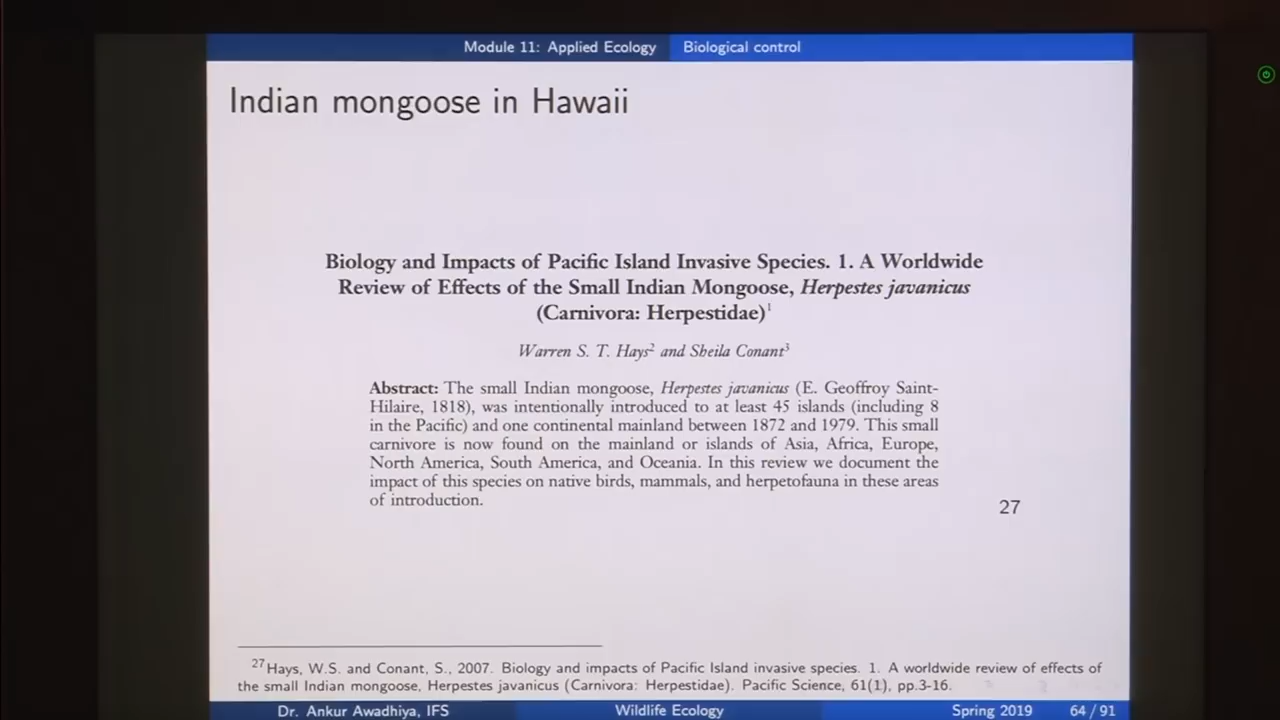 Module 11: Applied Ecology Biological control
Indian mongoose in Hawaii
Biology and Impacts of Pacific Island Invasive Species. 1. A Worldwide
Review of Effects of the Small Indian Mongoose, Herpestes javanicus
(Carnivora: Herpestidae)¹
Warren S. T. Hays² and Sheila Conant³
Abstract: The small Indian mongoose, Herpestes javanicus (E. Geoffroy Saint-
Hilaire, 1818), was intentionally introduced to at least 45 islands (including 8
in the Pacific) and one continental mainland between 1872 and 1979. This small
carnivore is now found on the mainland or islands of Asia, Africa, Europe,
North America, South America, and Oceania. In this review we document the
impact of this species on native birds, mammals, and herpetofauna in these areas
of introduction.
27
²⁷Hays, W.S. and Conant, S., 2007. Biology and impacts of Pacific Island invasive species. 1. A worldwide review of effects of
the small Indian mongoose, Herpestes javanicus (Carnivora: Herpestidae). Pacific Science, 61(1), pp.3-16.
Dr. Ankur Awadhiya, IFS Wildlife Ecology Spring 2019 64 / 91